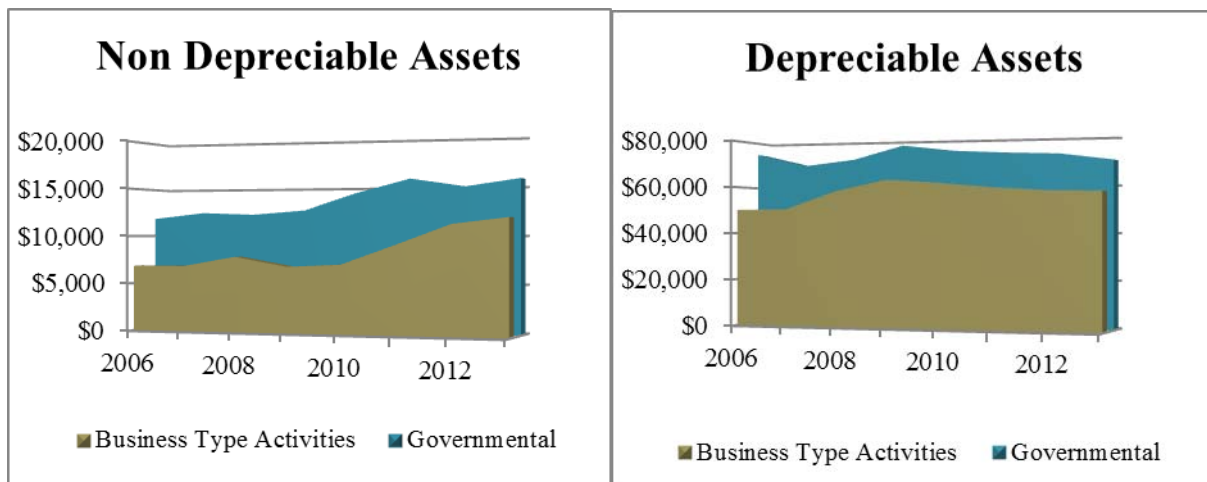 Non Depreciable Assets
$20,000
$15,000
$10,000
$5,000
$0
2006 2008 2010 2012
Business Type Activities Governmental
Depreciable Assets
$80,000
$60,000
$40,000
$20,000
$0
2006 2008 2010 2012
Business Type Activities Governmental